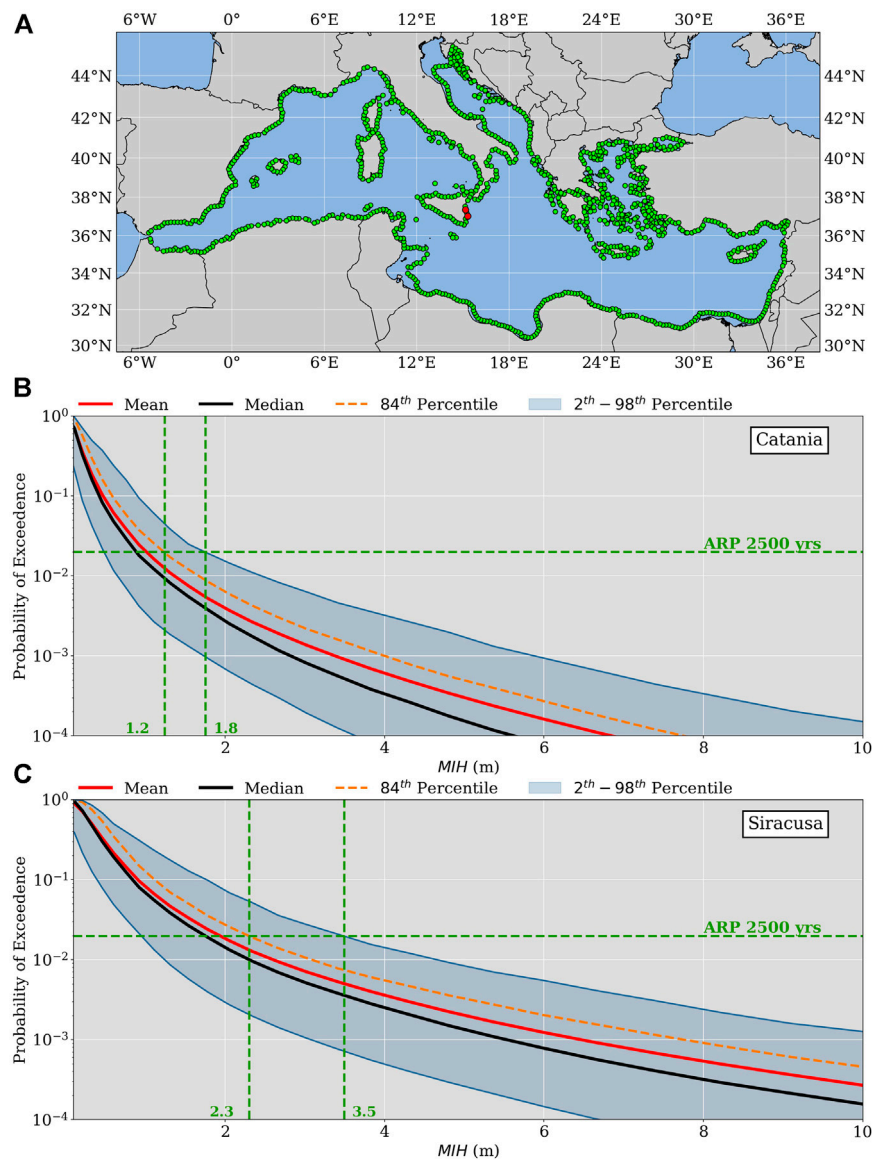 A
6°W 0° 6°E 12°E 18°E 24°E 30°E 36°E
44°N 44°N
42°N 42°N
40°N 40°N
38°N 38°N
36°N 36°N
34°N 34°N
32°N 32°N
30°N 30°N
6°W 0° 6°E 12°E 18°E 24°E 30°E 36°E
B
Mean Median 84th Percentile 2th − 98th Percentile
Catania
Probability of Exceedence
10^0
10^−1
ARP 2500 yrs
10^−2
10^−3
1.2 1.8
10^−4
2 4 6 8 10
MIH (m)
C
Mean Median 84th Percentile 2th − 98th Percentile
Siracusa
Probability of Exceedence
10^0
10^−1
ARP 2500 yrs
10^−2
10^−3
2.3 3.5
10^−4
2 4 6 8 10
MIH (m)